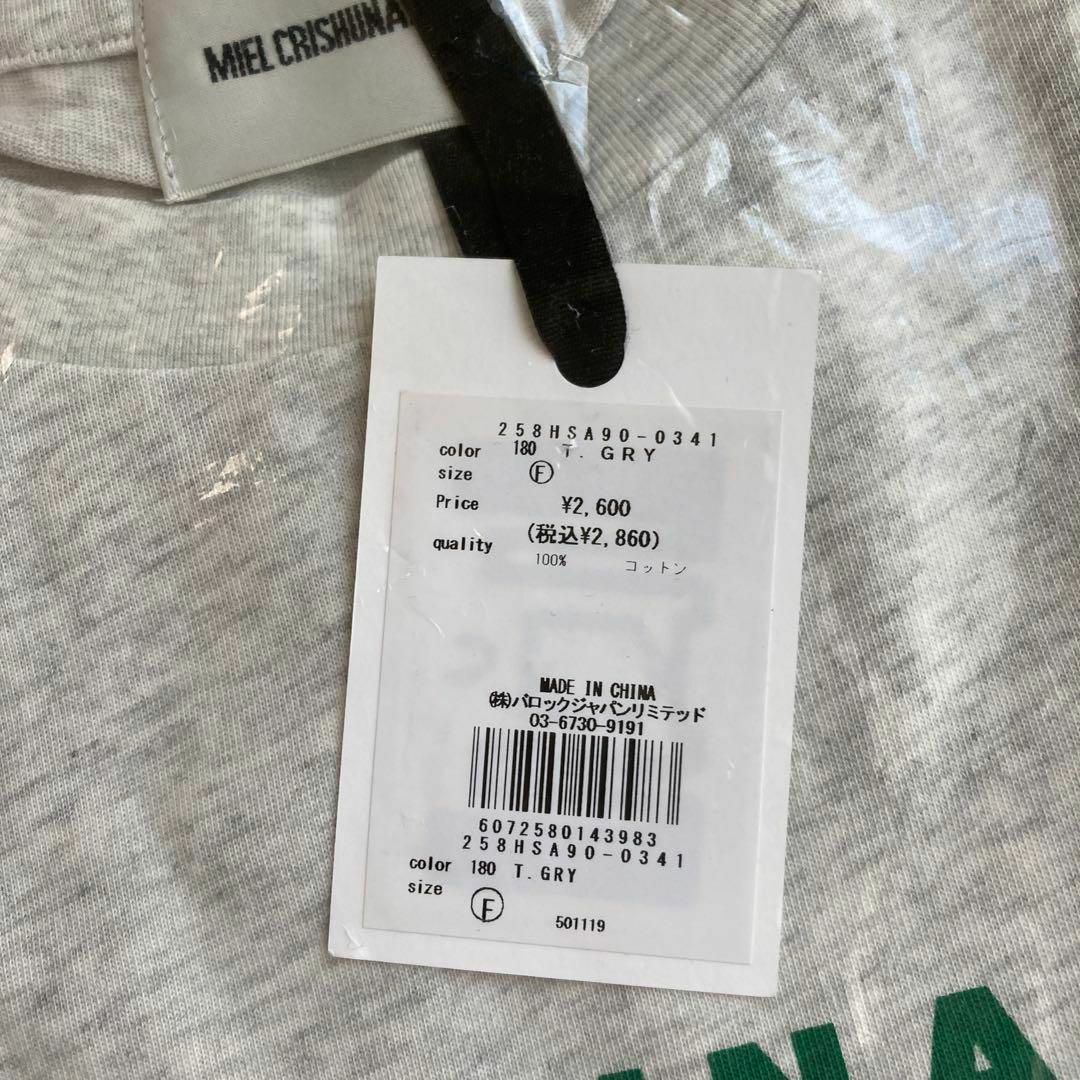 MIEL CRISHUNA
258HSA90-0341
color 180 T. GRY
size Ⓕ
Price ¥2,600
(税込¥2,860)
quality 100% コットン
MADE IN CHINA
㈱バロックジャパンリミテッド
03-6730-9191
6072580143983
258HSA90-0341
color 180 T. GRY
size Ⓕ
501119
NA